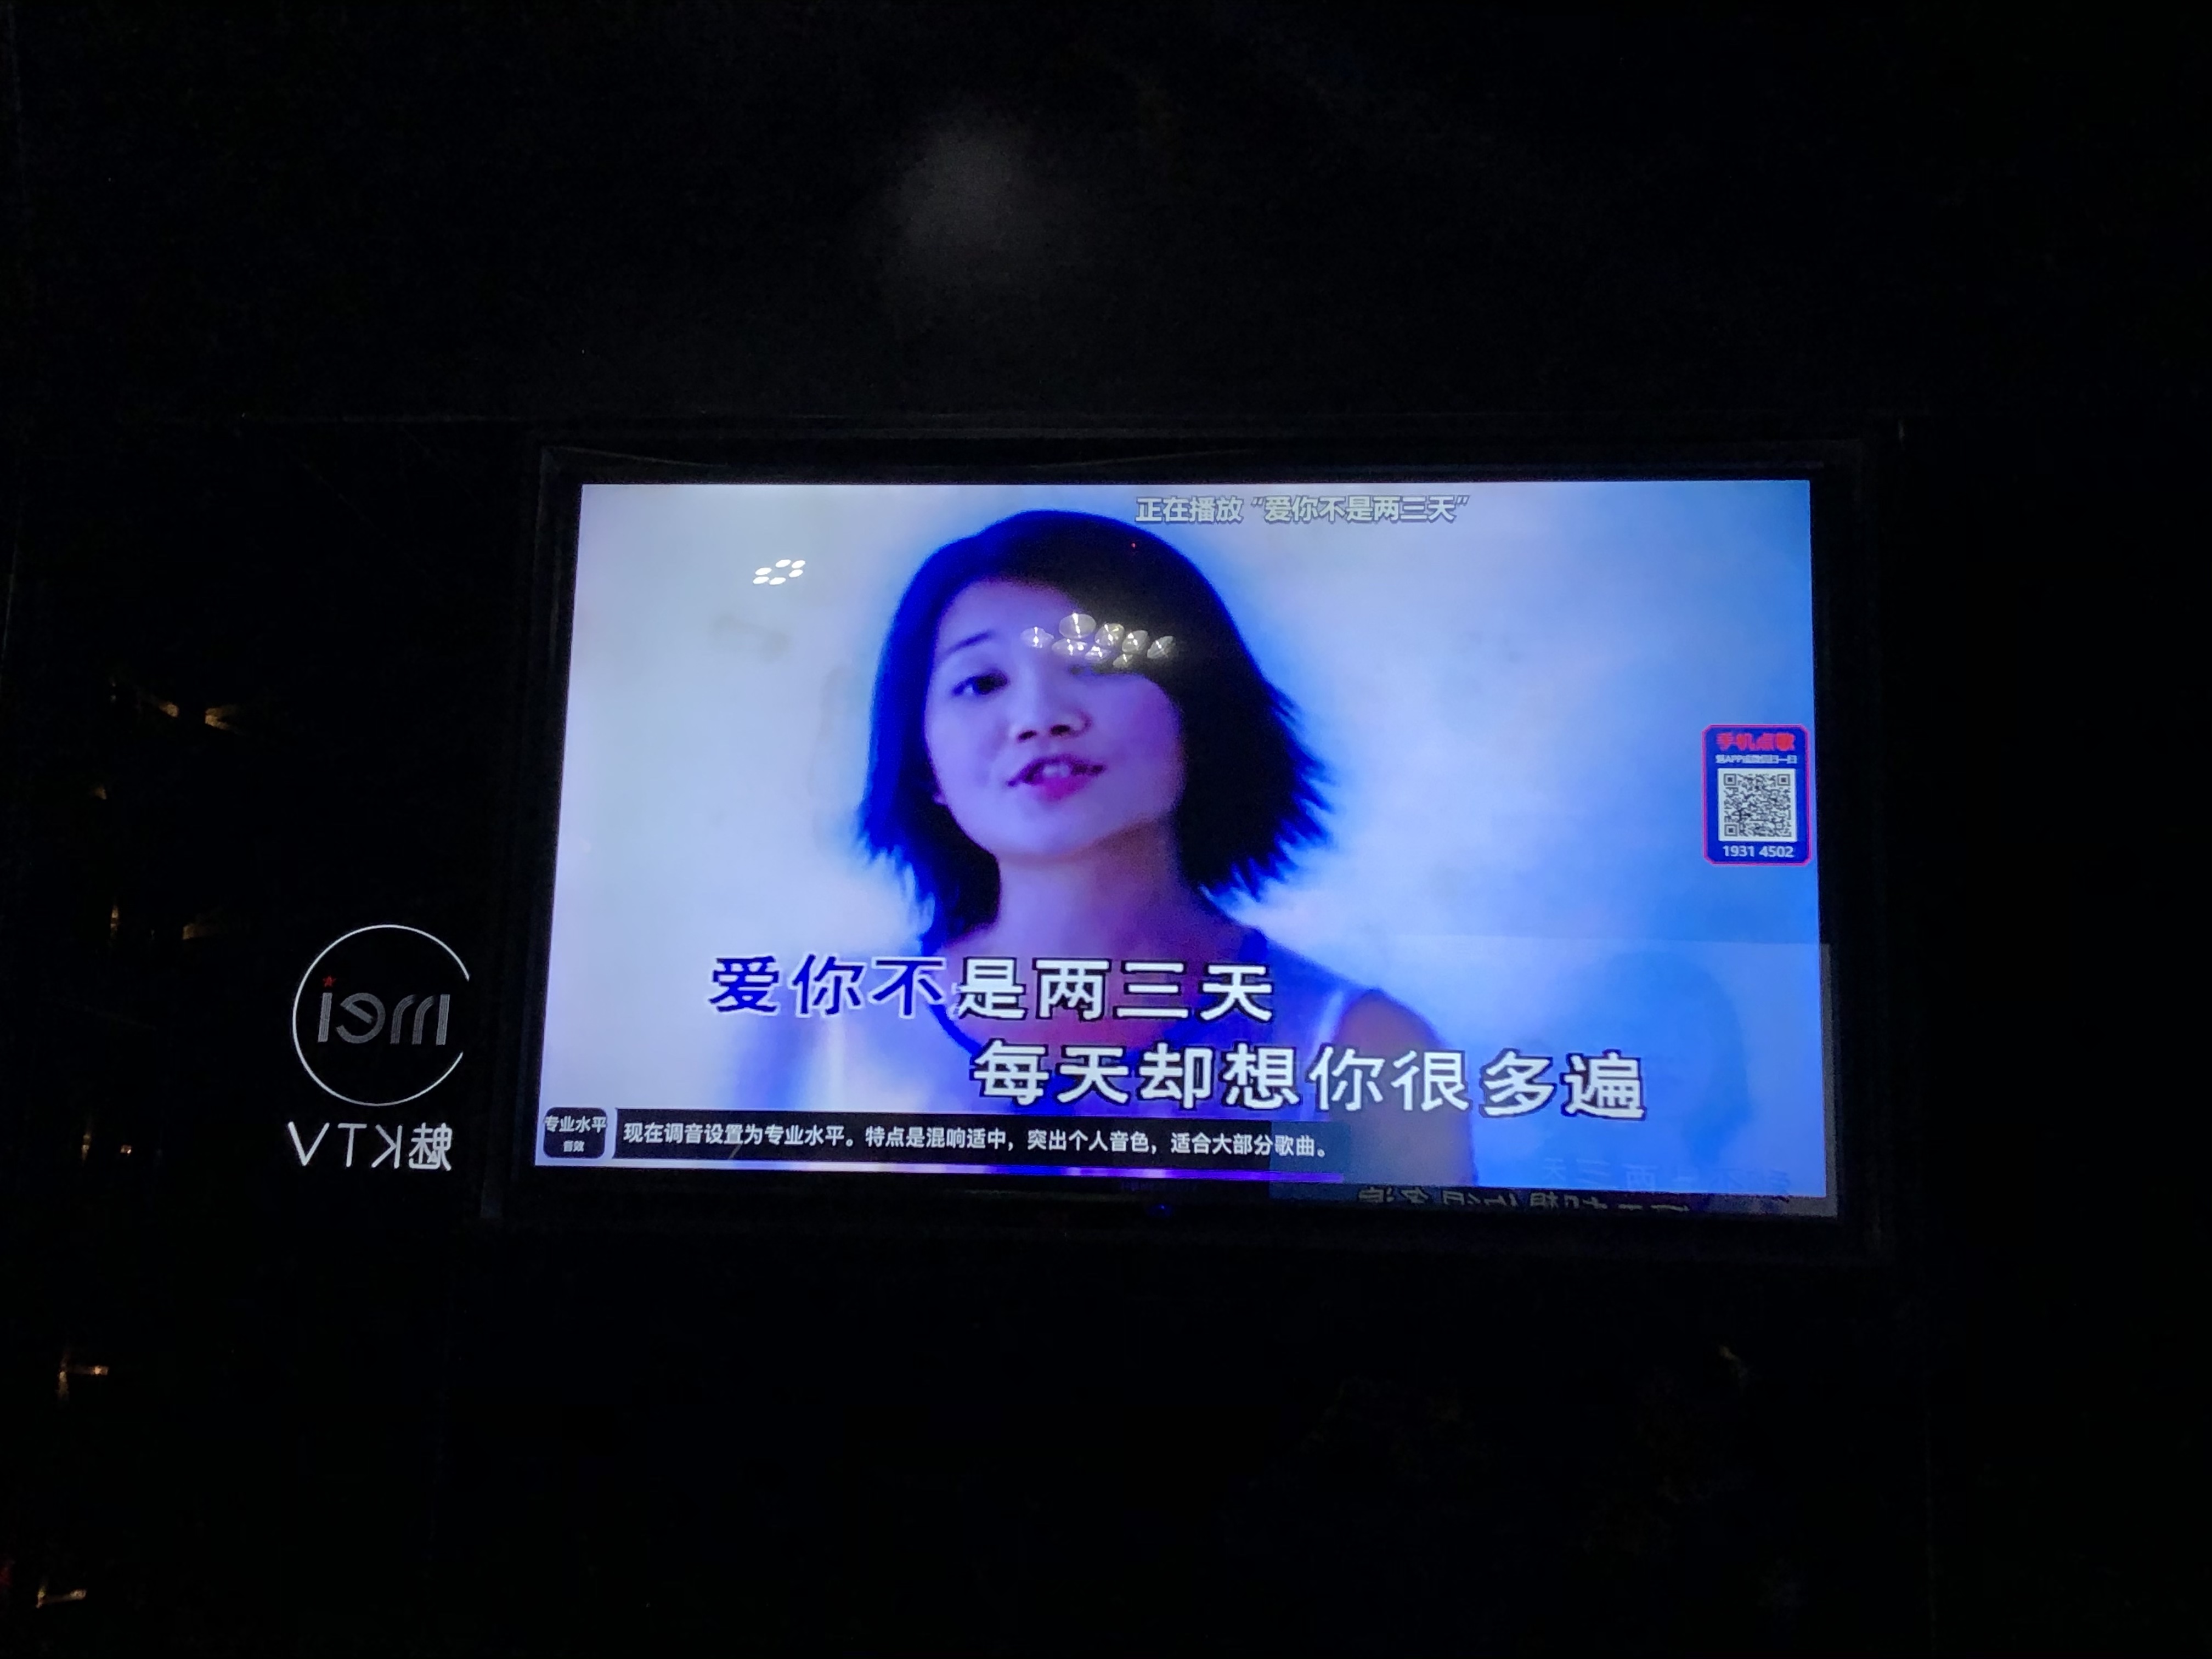 正在播放“爱你不是两三天”
手机点歌
1931 4502
爱你不是两三天
每天却想你很多遍
专业水平
音效
现在调音设置为专业水平。特点是混响适中，突出个人音色，适合大部分歌曲。
imei
魅KTV